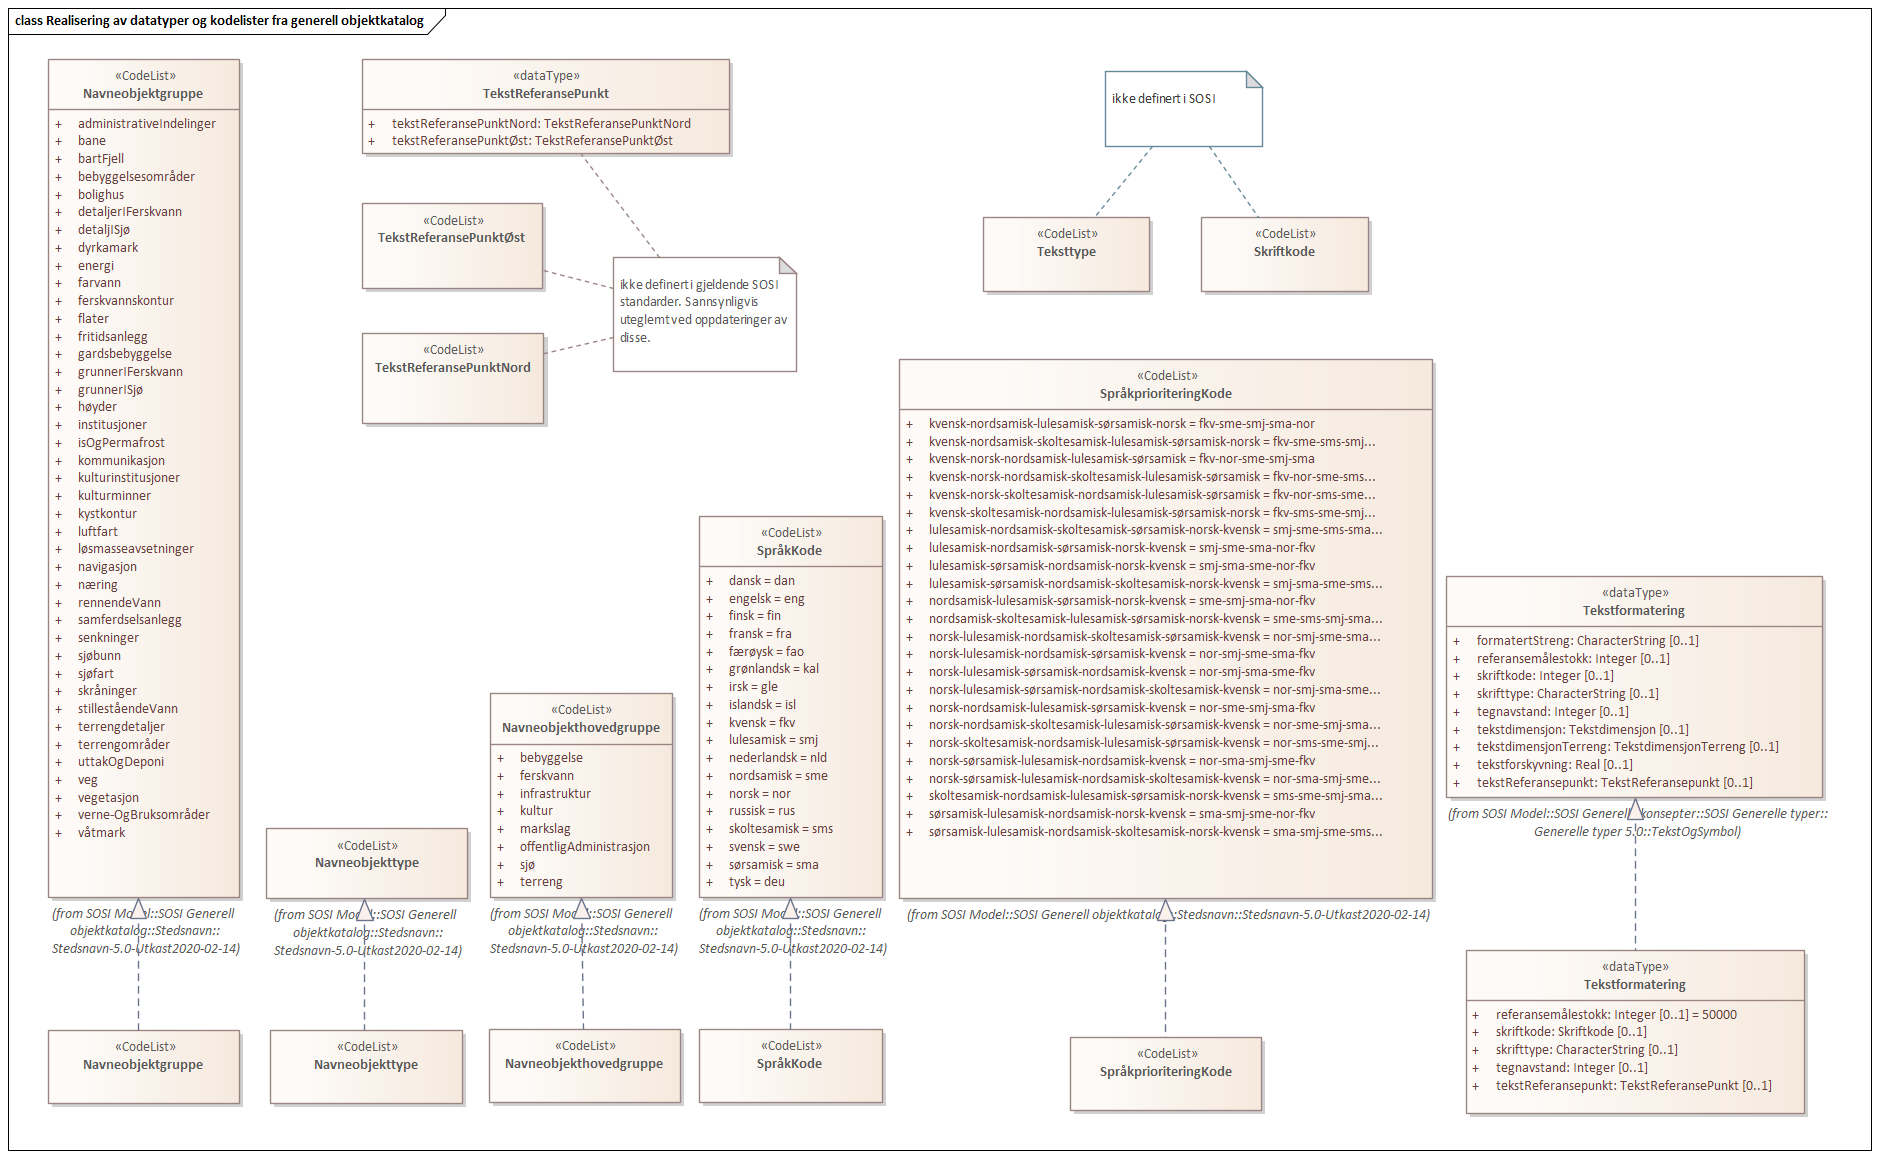 class Realisering av datatyper og kodelister fra generell objektkatalog
«CodeList»
Navneobjektgruppe
+ administrativeIndelinger
+ bane
+ bartFjell
+ bebyggelsesområder
+ bolighus
+ detaljerIFerskvann
+ detaljISjø
+ dyrkamark
+ energi
+ farvann
+ ferskvannskontur
+ flater
+ fritidsanlegg
+ gardsbebyggelse
+ grunnerIFerskvann
+ grunnerISjø
+ høyder
+ institusjoner
+ isOgPermafrost
+ kommunikasjon
+ kulturinstitusjoner
+ kulturminner
+ kystkontur
+ luftfart
+ løsmasseavsetninger
+ navigasjon
+ næring
+ rennendeVann
+ samferdselsanlegg
+ senkninger
+ sjøbunn
+ sjøfart
+ skråninger
+ stilleståendeVann
+ terrengdetaljer
+ terrengområder
+ uttakOgDeponi
+ veg
+ vegetasjon
+ verne-OgBruksområder
+ våtmark
(from SOSI Model::SOSI Generell
objektkatalog::Stedsnavn::
Stedsnavn-5.0-Utkast2020-02-14)
«CodeList»
Navneobjektgruppe
«dataType»
TekstReferansePunkt
+ tekstReferansePunktNord: TekstReferansePunktNord
+ tekstReferansePunktØst: TekstReferansePunktØst
«CodeList»
TekstReferansePunktØst
«CodeList»
TekstReferansePunktNord
ikke definert i gjeldende SOSI
standarder. Sannsynligvis
uteglemt ved oppdateringer av
disse.
ikke definert i SOSI
«CodeList»
Teksttype
«CodeList»
Skriftkode
«CodeList»
Navneobjekttype
(from SOSI Model::SOSI Generell
objektkatalog::Stedsnavn::
Stedsnavn-5.0-Utkast2020-02-14)
«CodeList»
Navneobjekttype
«CodeList»
Navneobjekthovedgruppe
+ bebyggelse
+ ferskvann
+ infrastruktur
+ kultur
+ markslag
+ offentligAdministrasjon
+ sjø
+ terreng
(from SOSI Model::SOSI Generell
objektkatalog::Stedsnavn::
Stedsnavn-5.0-Utkast2020-02-14)
«CodeList»
Navneobjekthovedgruppe
«CodeList»
SpråkKode
+ dansk = dan
+ engelsk = eng
+ finsk = fin
+ fransk = fra
+ færøysk = fao
+ grønlandsk = kal
+ irsk = gle
+ islandsk = isl
+ kvensk = fkv
+ lulesamisk = smj
+ nederlandsk = nld
+ nordsamisk = sme
+ norsk = nor
+ russisk = rus
+ skoltesamisk = sms
+ svensk = swe
+ sørsamisk = sma
+ tysk = deu
(from SOSI Model::SOSI Generell
objektkatalog::Stedsnavn::
Stedsnavn-5.0-Utkast2020-02-14)
«CodeList»
SpråkKode
«CodeList»
SpråkprioriteringKode
+ kvensk-nordsamisk-lulesamisk-sørsamisk-norsk = fkv-sme-smj-sma-nor
+ kvensk-nordsamisk-skoltesamisk-lulesamisk-sørsamisk-norsk = fkv-sme-sms-smj...
+ kvensk-norsk-nordsamisk-lulesamisk-sørsamisk = fkv-nor-sme-smj-sma
+ kvensk-norsk-nordsamisk-skoltesamisk-lulesamisk-sørsamisk = fkv-nor-sme-sms...
+ kvensk-norsk-skoltesamisk-nordsamisk-lulesamisk-sørsamisk = fkv-nor-sms-sme...
+ kvensk-skoltesamisk-nordsamisk-lulesamisk-sørsamisk-norsk = fkv-sms-sme-smj...
+ lulesamisk-nordsamisk-skoltesamisk-sørsamisk-norsk-kvensk = smj-sme-sms-sma...
+ lulesamisk-nordsamisk-sørsamisk-norsk-kvensk = smj-sme-sma-nor-fkv
+ lulesamisk-sørsamisk-nordsamisk-norsk-kvensk = smj-sma-sme-nor-fkv
+ lulesamisk-sørsamisk-nordsamisk-skoltesamisk-norsk-kvensk = smj-sma-sme-sms...
+ nordsamisk-lulesamisk-sørsamisk-norsk-kvensk = sme-smj-sma-nor-fkv
+ nordsamisk-skoltesamisk-lulesamisk-sørsamisk-norsk-kvensk = sme-sms-smj-sma...
+ norsk-lulesamisk-nordsamisk-skoltesamisk-sørsamisk-kvensk = nor-smj-sme-sma...
+ norsk-lulesamisk-nordsamisk-sørsamisk-kvensk = nor-smj-sme-sma-fkv
+ norsk-lulesamisk-sørsamisk-nordsamisk-kvensk = nor-smj-sma-sme-fkv
+ norsk-lulesamisk-sørsamisk-nordsamisk-skoltesamisk-kvensk = nor-smj-sma-sme...
+ norsk-nordsamisk-lulesamisk-sørsamisk-kvensk = nor-sme-smj-sma-fkv
+ norsk-nordsamisk-skoltesamisk-lulesamisk-sørsamisk-kvensk = nor-sme-smj-sma...
+ norsk-skoltesamisk-nordsamisk-lulesamisk-sørsamisk-kvensk = nor-sms-sme-smj...
+ norsk-sørsamisk-lulesamisk-nordsamisk-kvensk = nor-sma-smj-sme-fkv
+ norsk-sørsamisk-lulesamisk-nordsamisk-skoltesamisk-kvensk = nor-sma-smj-sme...
+ skoltesamisk-nordsamisk-lulesamisk-sørsamisk-norsk-kvensk = sms-sme-smj-sma...
+ sørsamisk-lulesamisk-nordsamisk-norsk-kvensk = sma-smj-sme-nor-fkv
+ sørsamisk-lulesamisk-nordsamisk-skoltesamisk-norsk-kvensk = sma-smj-sme-sms...
(from SOSI Model::SOSI Generell objektkatalog::Stedsnavn::Stedsnavn-5.0-Utkast2020-02-14)
«CodeList»
SpråkprioriteringKode
«dataType»
Tekstformatering
+ formatertStreng: CharacterString [0..1]
+ referansemålestokk: Integer [0..1]
+ skriftkode: Integer [0..1]
+ skrifttype: CharacterString [0..1]
+ tegnavstand: Integer [0..1]
+ tekstdimensjon: Tekstdimensjon [0..1]
+ tekstdimensjonTerreng: TekstdimensjonTerreng [0..1]
+ tekstforskyvning: Real [0..1]
+ tekstReferansepunkt: TekstReferansepunkt [0..1]
(from SOSI Model::SOSI Generelle konsepter::SOSI Generelle typer::
Generelle typer 5.0::TekstOgSymbol)
«dataType»
Tekstformatering
+ referansemålestokk: Integer [0..1] = 50000
+ skriftkode: Skriftkode [0..1]
+ skrifttype: CharacterString [0..1]
+ tegnavstand: Integer [0..1]
+ tekstReferansepunkt: TekstReferansePunkt [0..1]